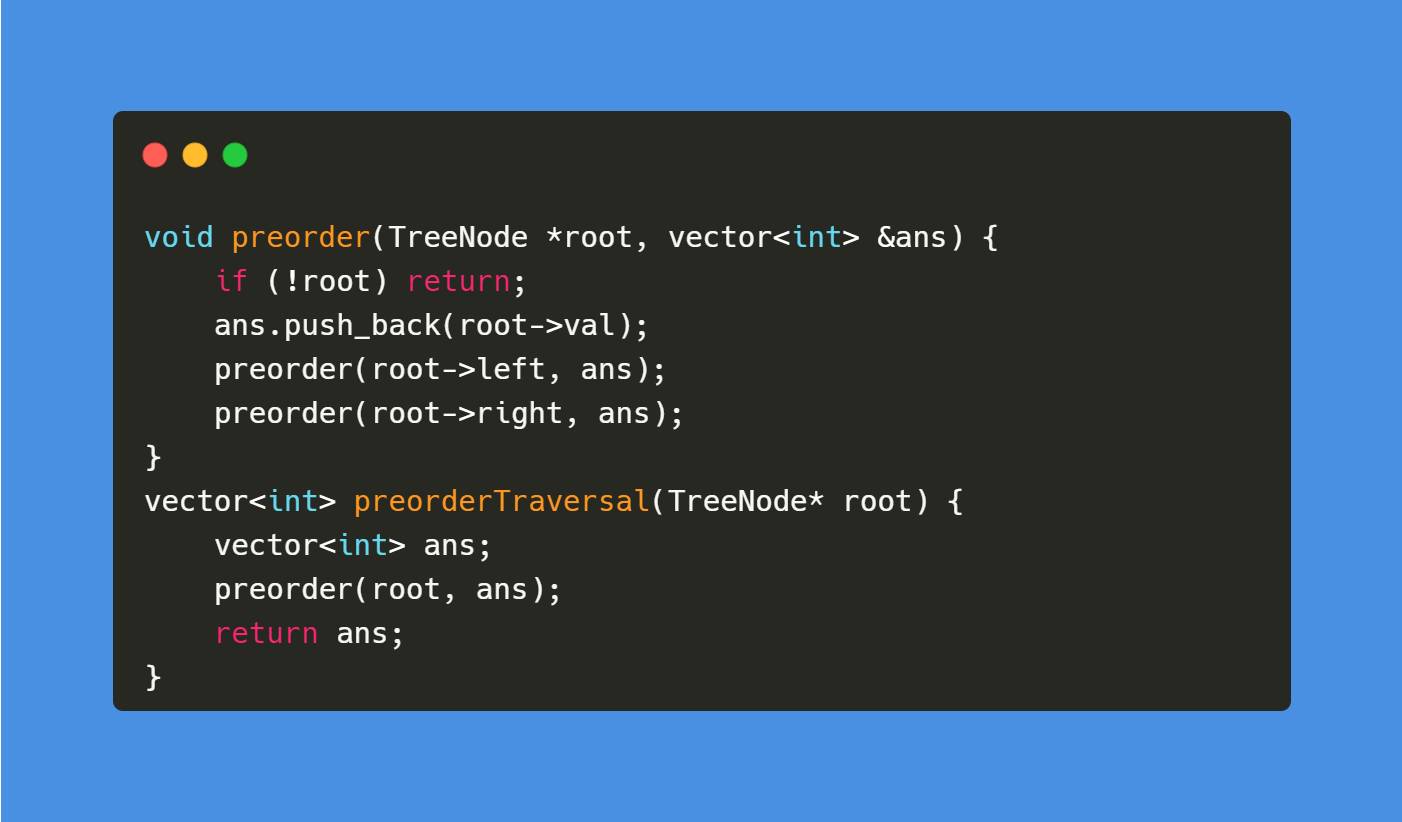 void preorder(TreeNode *root, vector<int> &ans) {
    if (!root) return;
    ans.push_back(root->val);
    preorder(root->left, ans);
    preorder(root->right, ans);
}
vector<int> preorderTraversal(TreeNode* root) {
    vector<int> ans;
    preorder(root, ans);
    return ans;
}